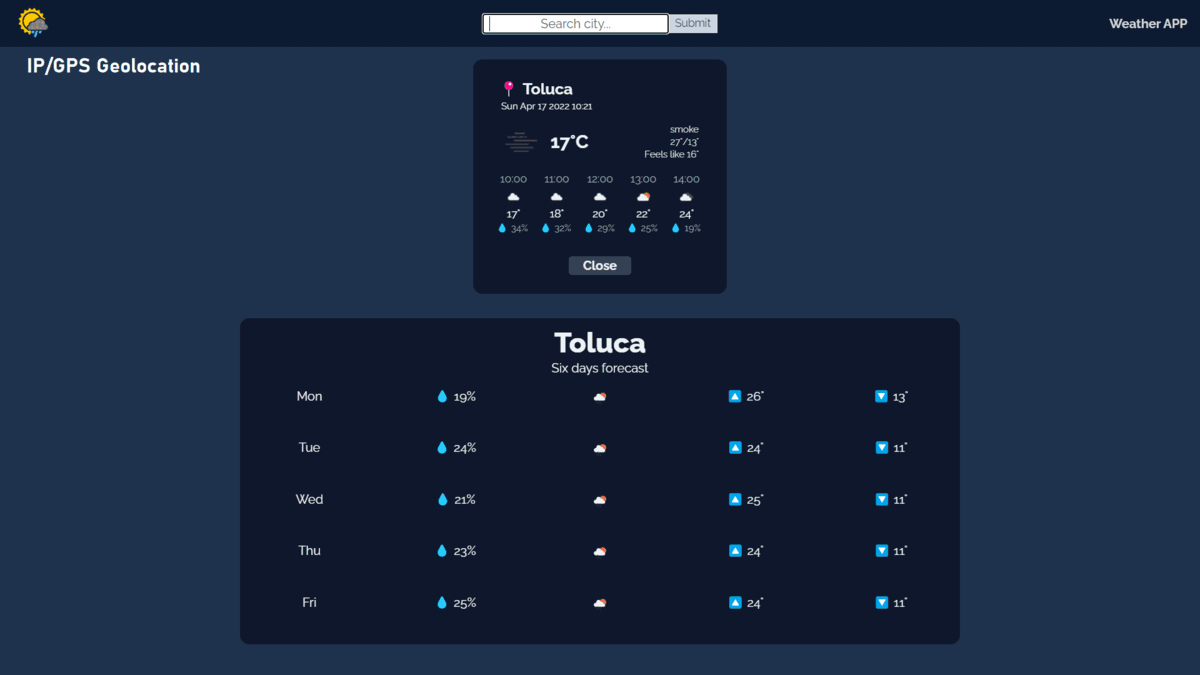 Search city...
Submit
Weather APP
IP/GPS Geolocation
Toluca
Sun Apr 17 2022 10:21
17°C
smoke
27°/13°
Feels like 16°
10:00 11:00 12:00 13:00 14:00
17° 18° 20° 22° 24°
34% 32% 29% 25% 19%
Close
Toluca
Six days forecast
Mon 19% 26° 13°
Tue 24% 24° 11°
Wed 21% 25° 11°
Thu 23% 24° 11°
Fri 25% 24° 11°